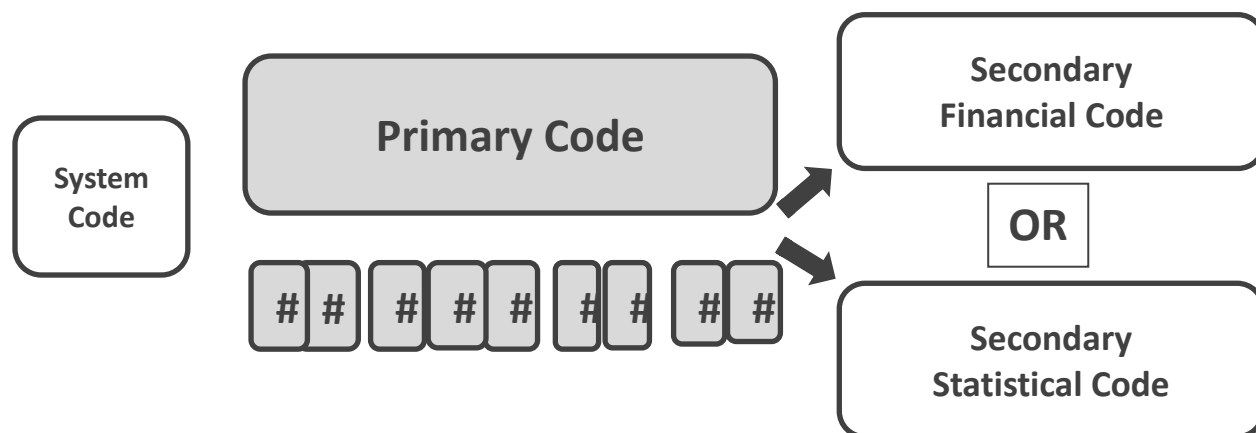 System
Code
Primary Code
# # # # # # # # #
Secondary
Financial Code
OR
Secondary
Statistical Code